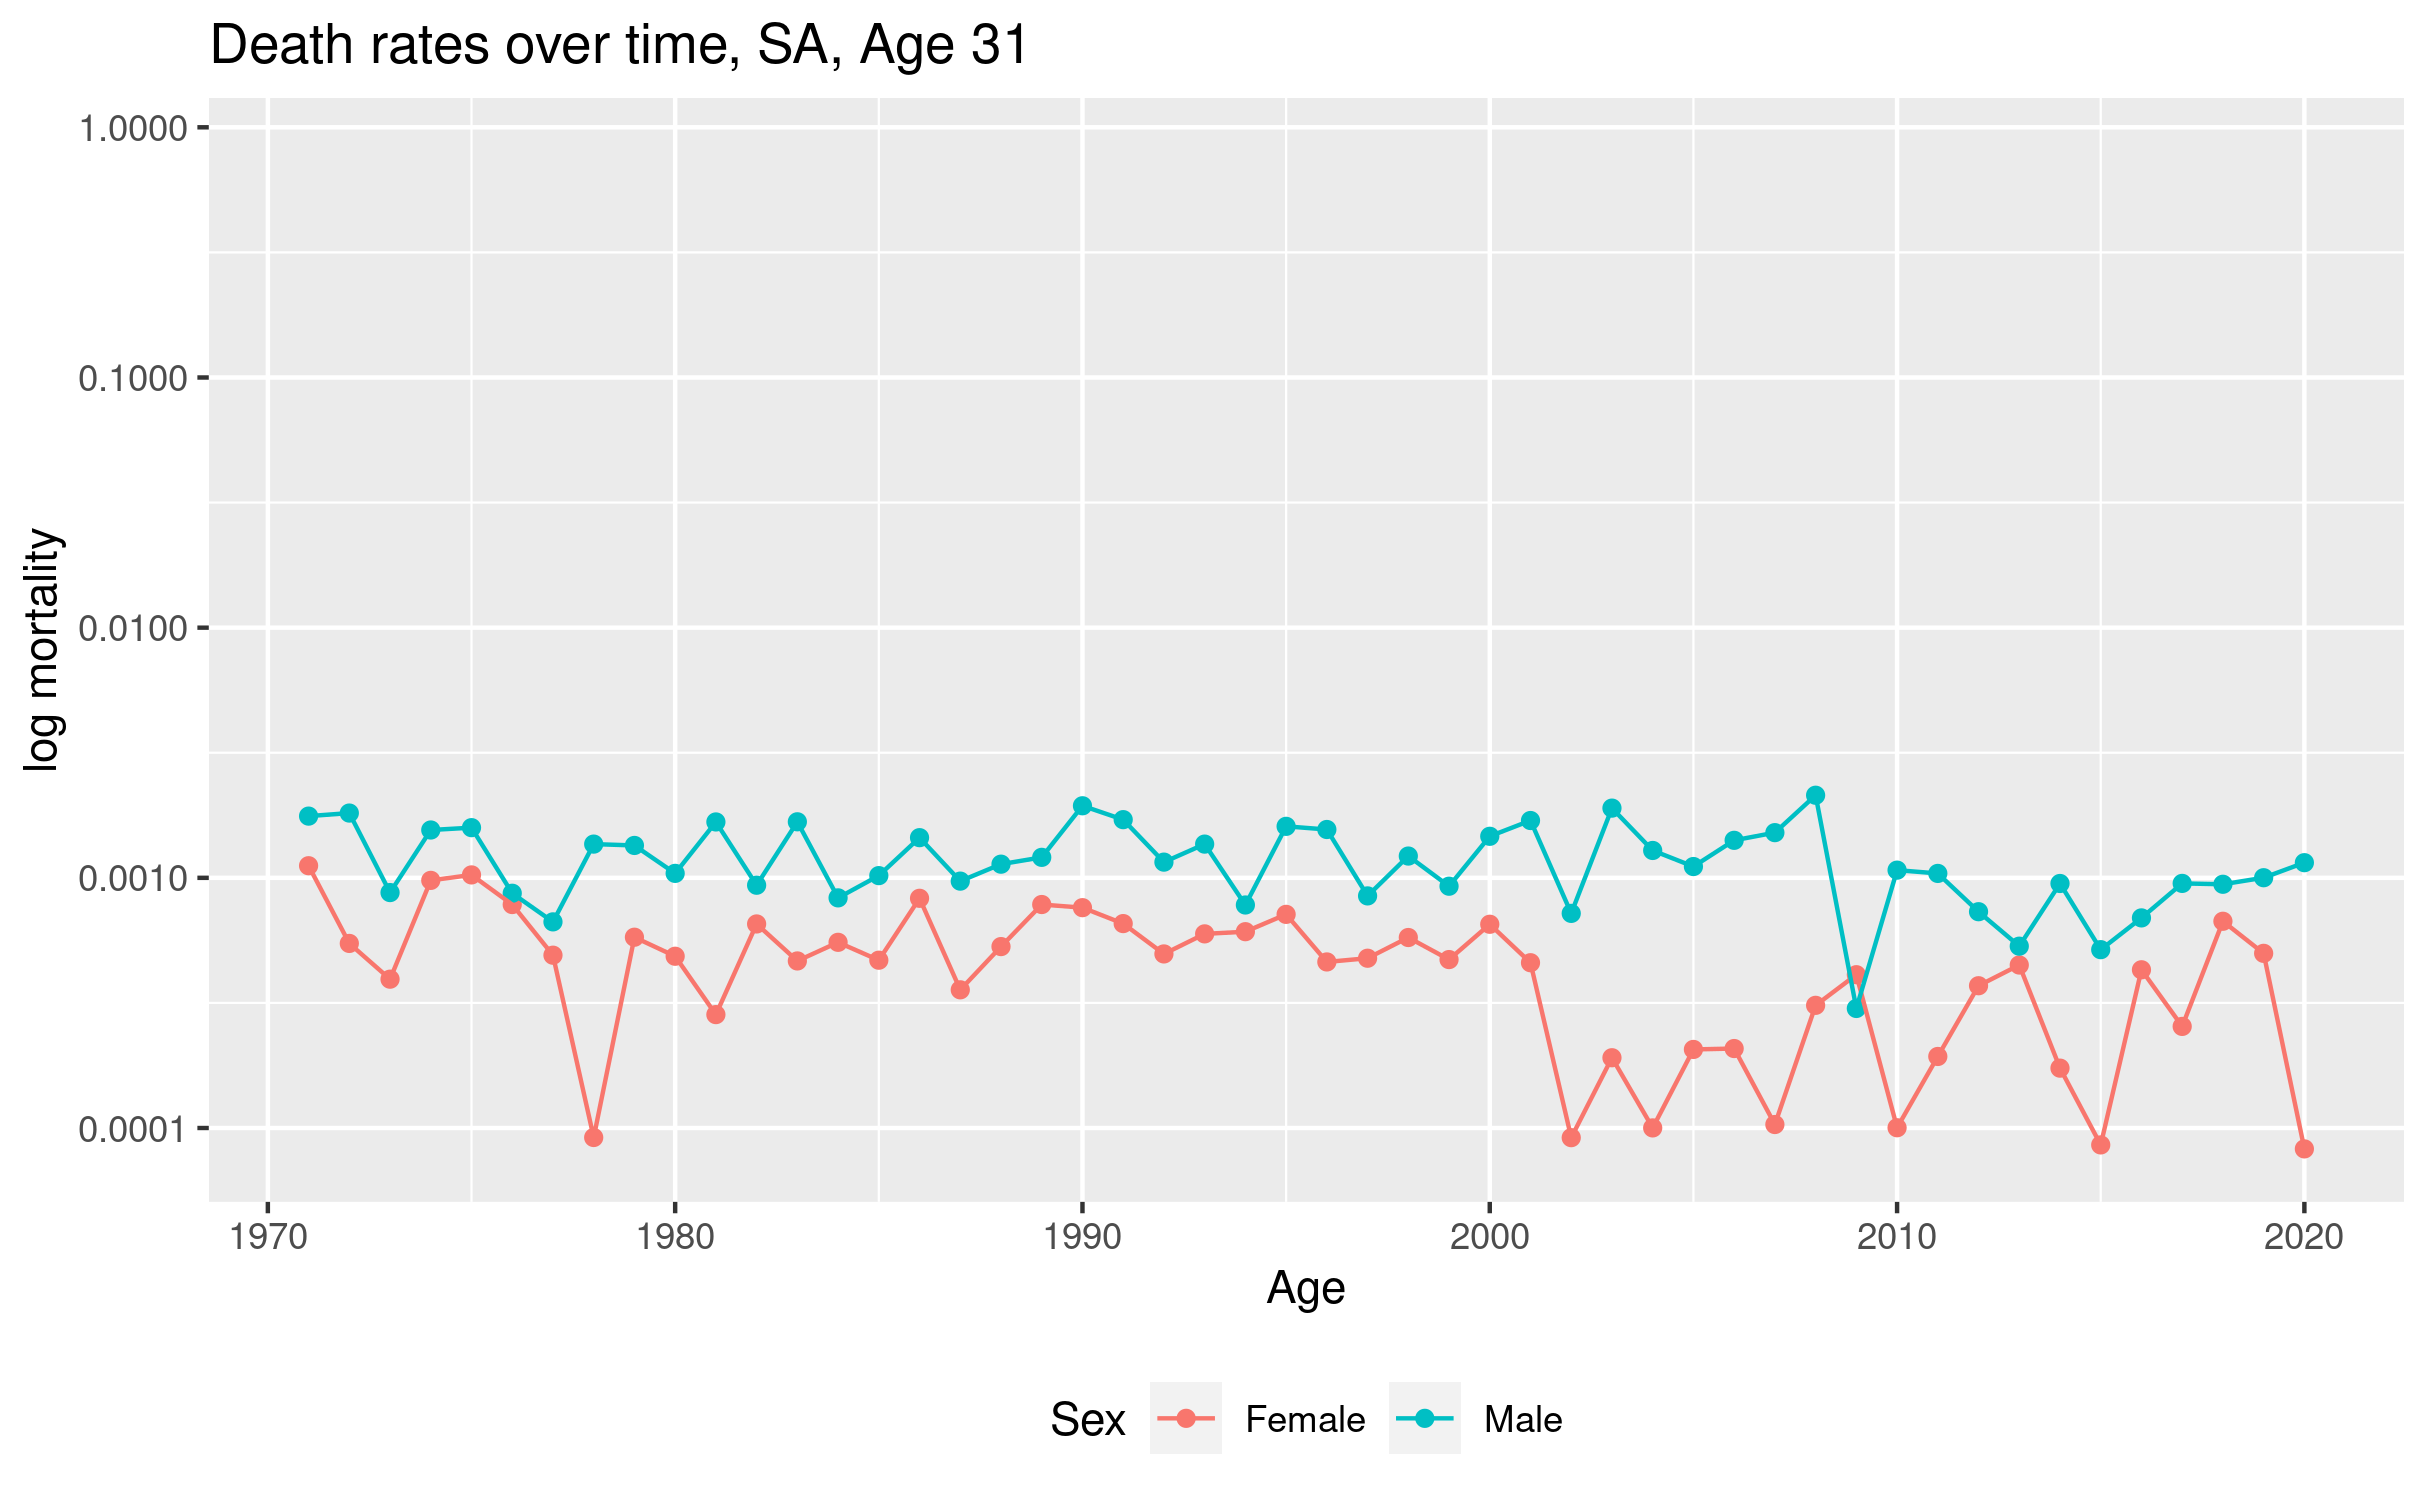 Death rates over time, SA, Age 31
1.0000
0.1000
0.0100
0.0010
0.0001
log mortality
1970 1980 1990 2000 2010 2020
Age
Sex Female Male